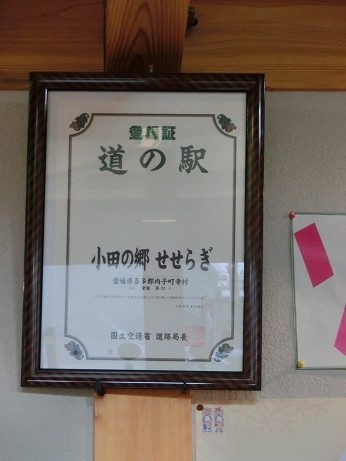 登録証
道の駅
小田の郷 せせらぎ
愛媛県喜多郡内子町寺村
国土交通省 道路局長